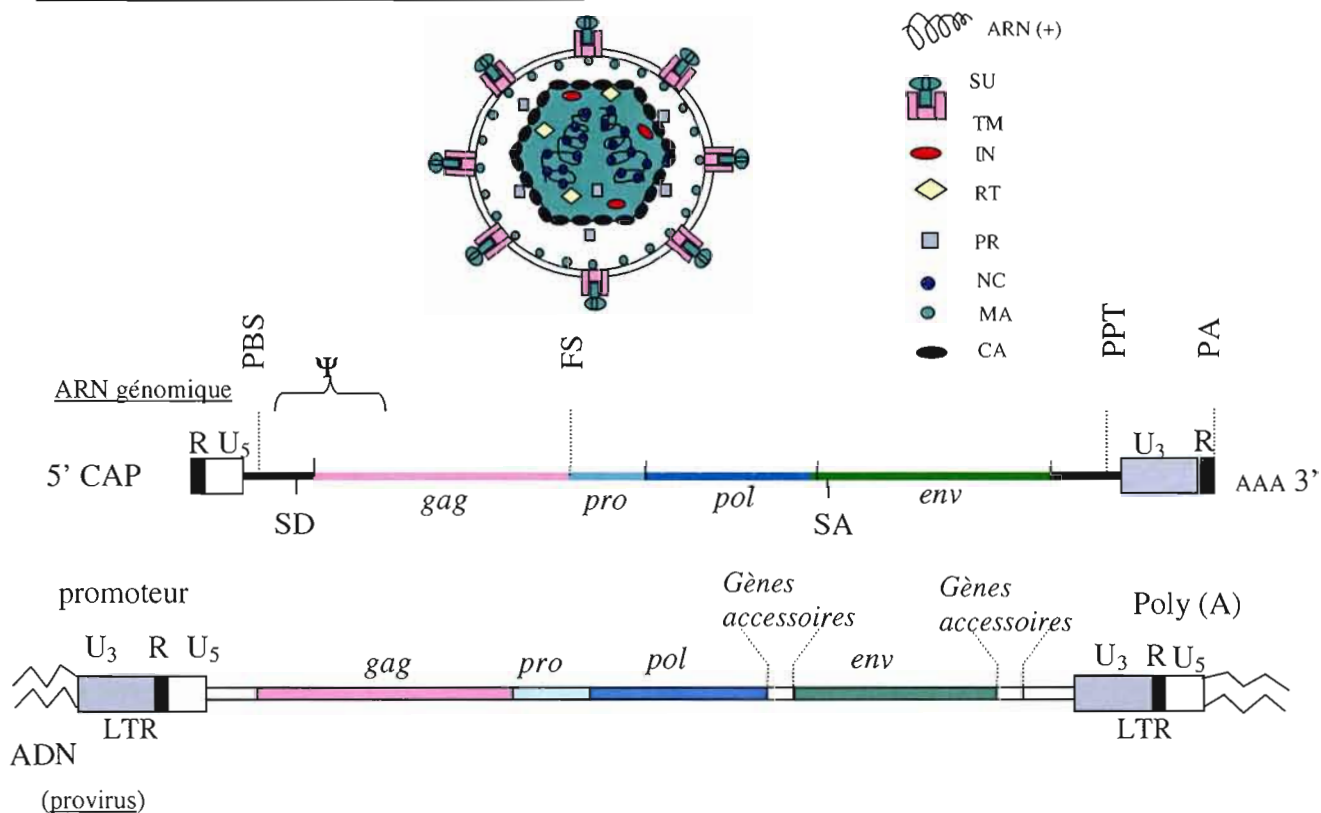 ARN (+)
SU
TM
IN
RT
PR
NC
MA
CA
PBS
Ψ
FS
PPT
PA
ARN génomique
R U5
U3 R
5' CAP
AAA 3'
gag pro pol env
SD
SA
promoteur
Gènes
accessoires
Gènes
accessoires
Poly (A)
U3 R U5
gag pro pol env
U3 R U5
LTR
LTR
ADN
(provirus)